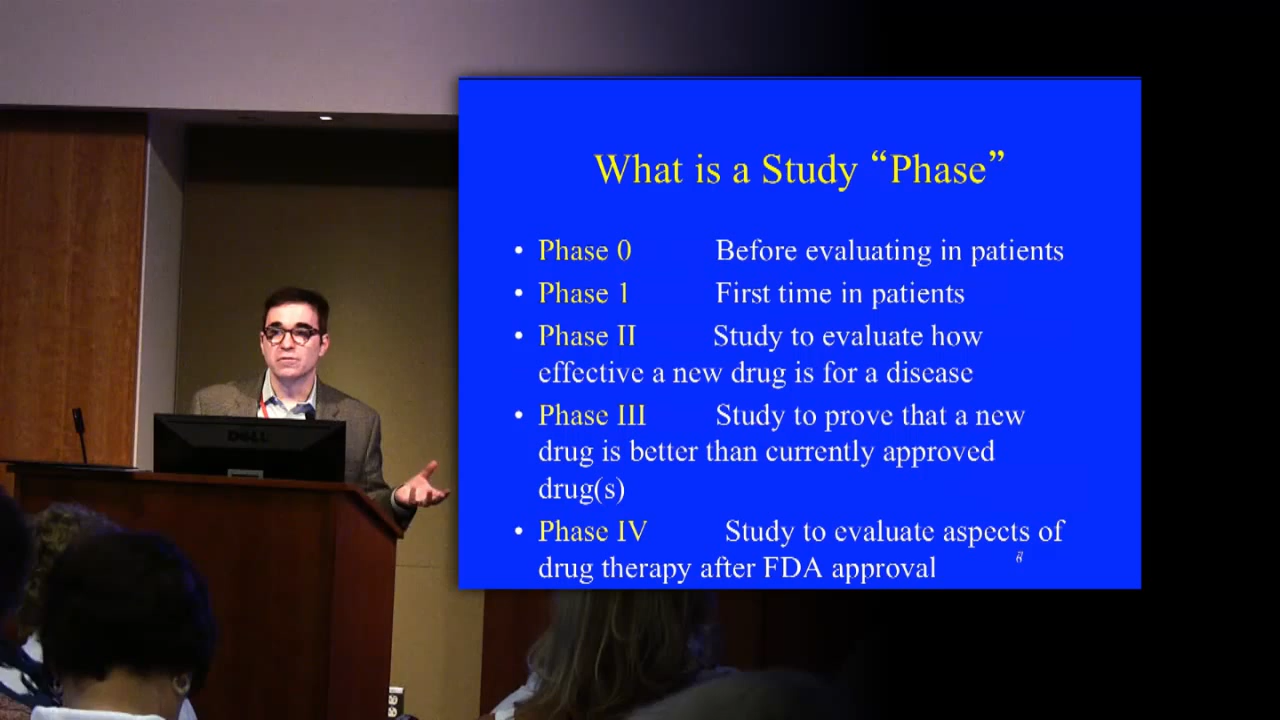 What is a Study “Phase”
• Phase 0 Before evaluating in patients
• Phase 1 First time in patients
• Phase II Study to evaluate how
effective a new drug is for a disease
• Phase III Study to prove that a new
drug is better than currently approved
drug(s)
• Phase IV Study to evaluate aspects of
drug therapy after FDA approval
DELL